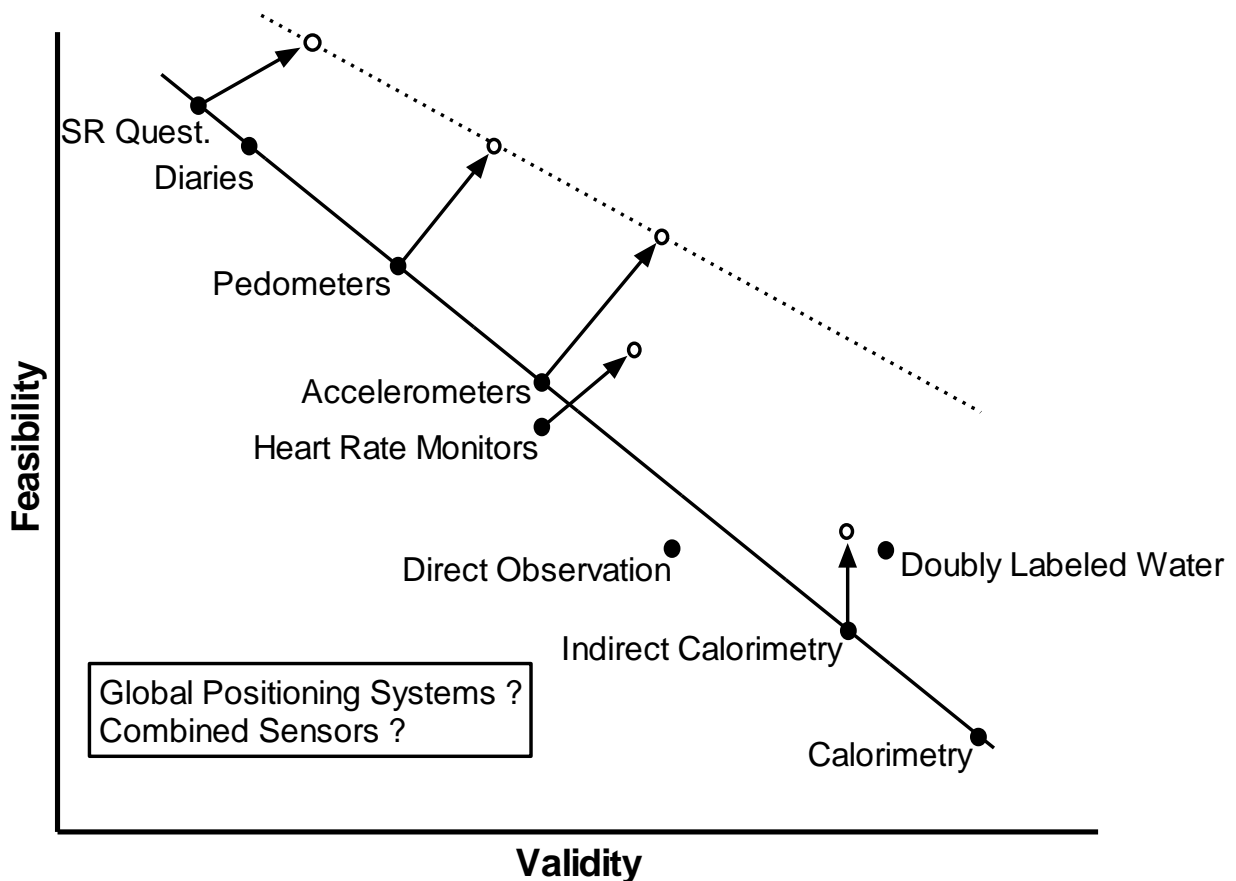 SR Quest.
Diaries
Pedometers
Accelerometers
Heart Rate Monitors
Direct Observation
Doubly Labeled Water
Indirect Calorimetry
Global Positioning Systems ?
Combined Sensors ?
Calorimetry
Feasibility
Validity